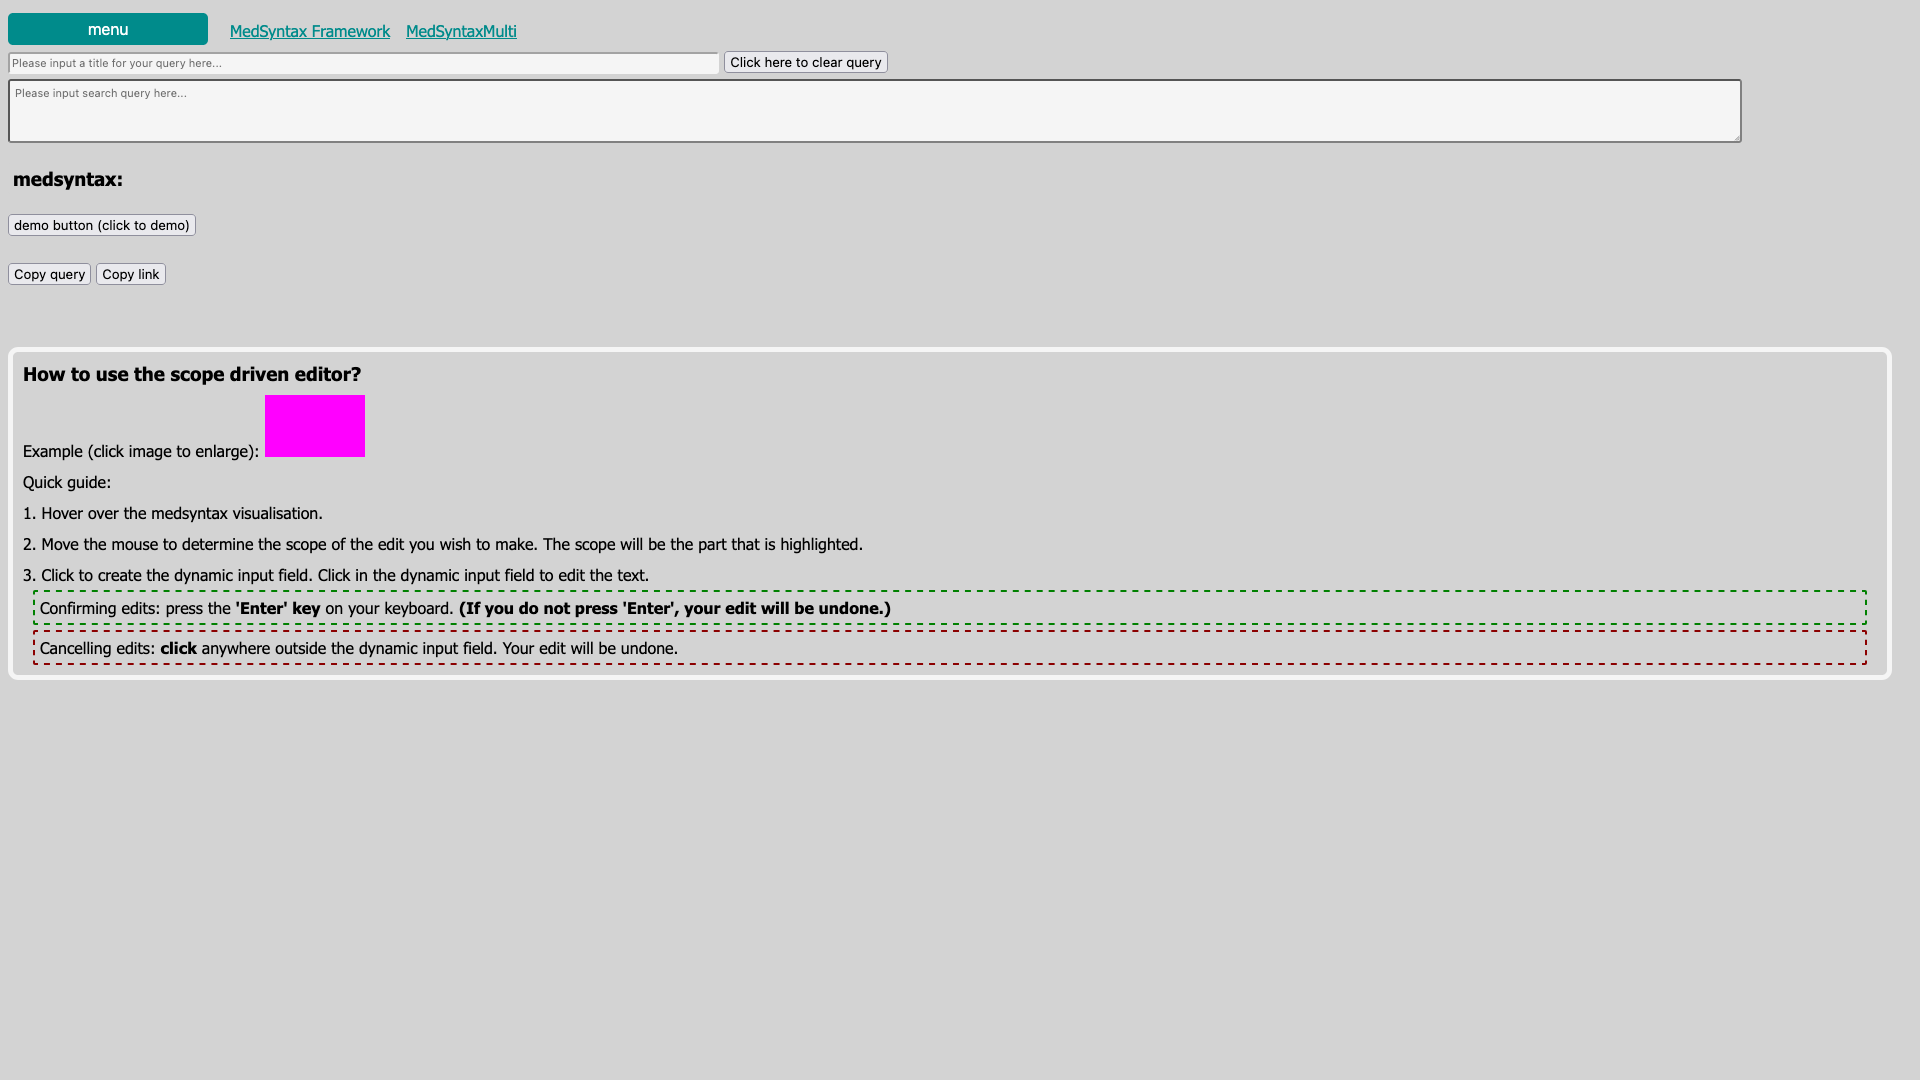 menu MedSyntax Framework MedSyntaxMulti
Please input a title for your query here... Click here to clear query
Please input search query here...
medsyntax:
demo button (click to demo)
Copy query Copy link
How to use the scope driven editor?
Example (click image to enlarge):
Quick guide:
1. Hover over the medsyntax visualisation.
2. Move the mouse to determine the scope of the edit you wish to make. The scope will be the part that is highlighted.
3. Click to create the dynamic input field. Click in the dynamic input field to edit the text.
Confirming edits: press the 'Enter' key on your keyboard. (If you do not press 'Enter', your edit will be undone.)
Cancelling edits: click anywhere outside the dynamic input field. Your edit will be undone.